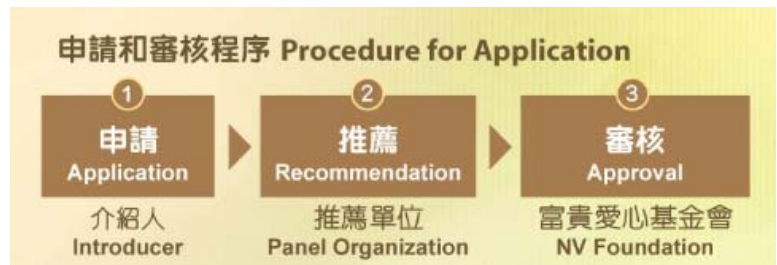 申請和審核程序 Procedure for Application
1
申請
Application
介紹人
Introducer
2
推薦
Recommendation
推薦單位
Panel Organization
3
審核
Approval
富貴愛心基金會
NV Foundation